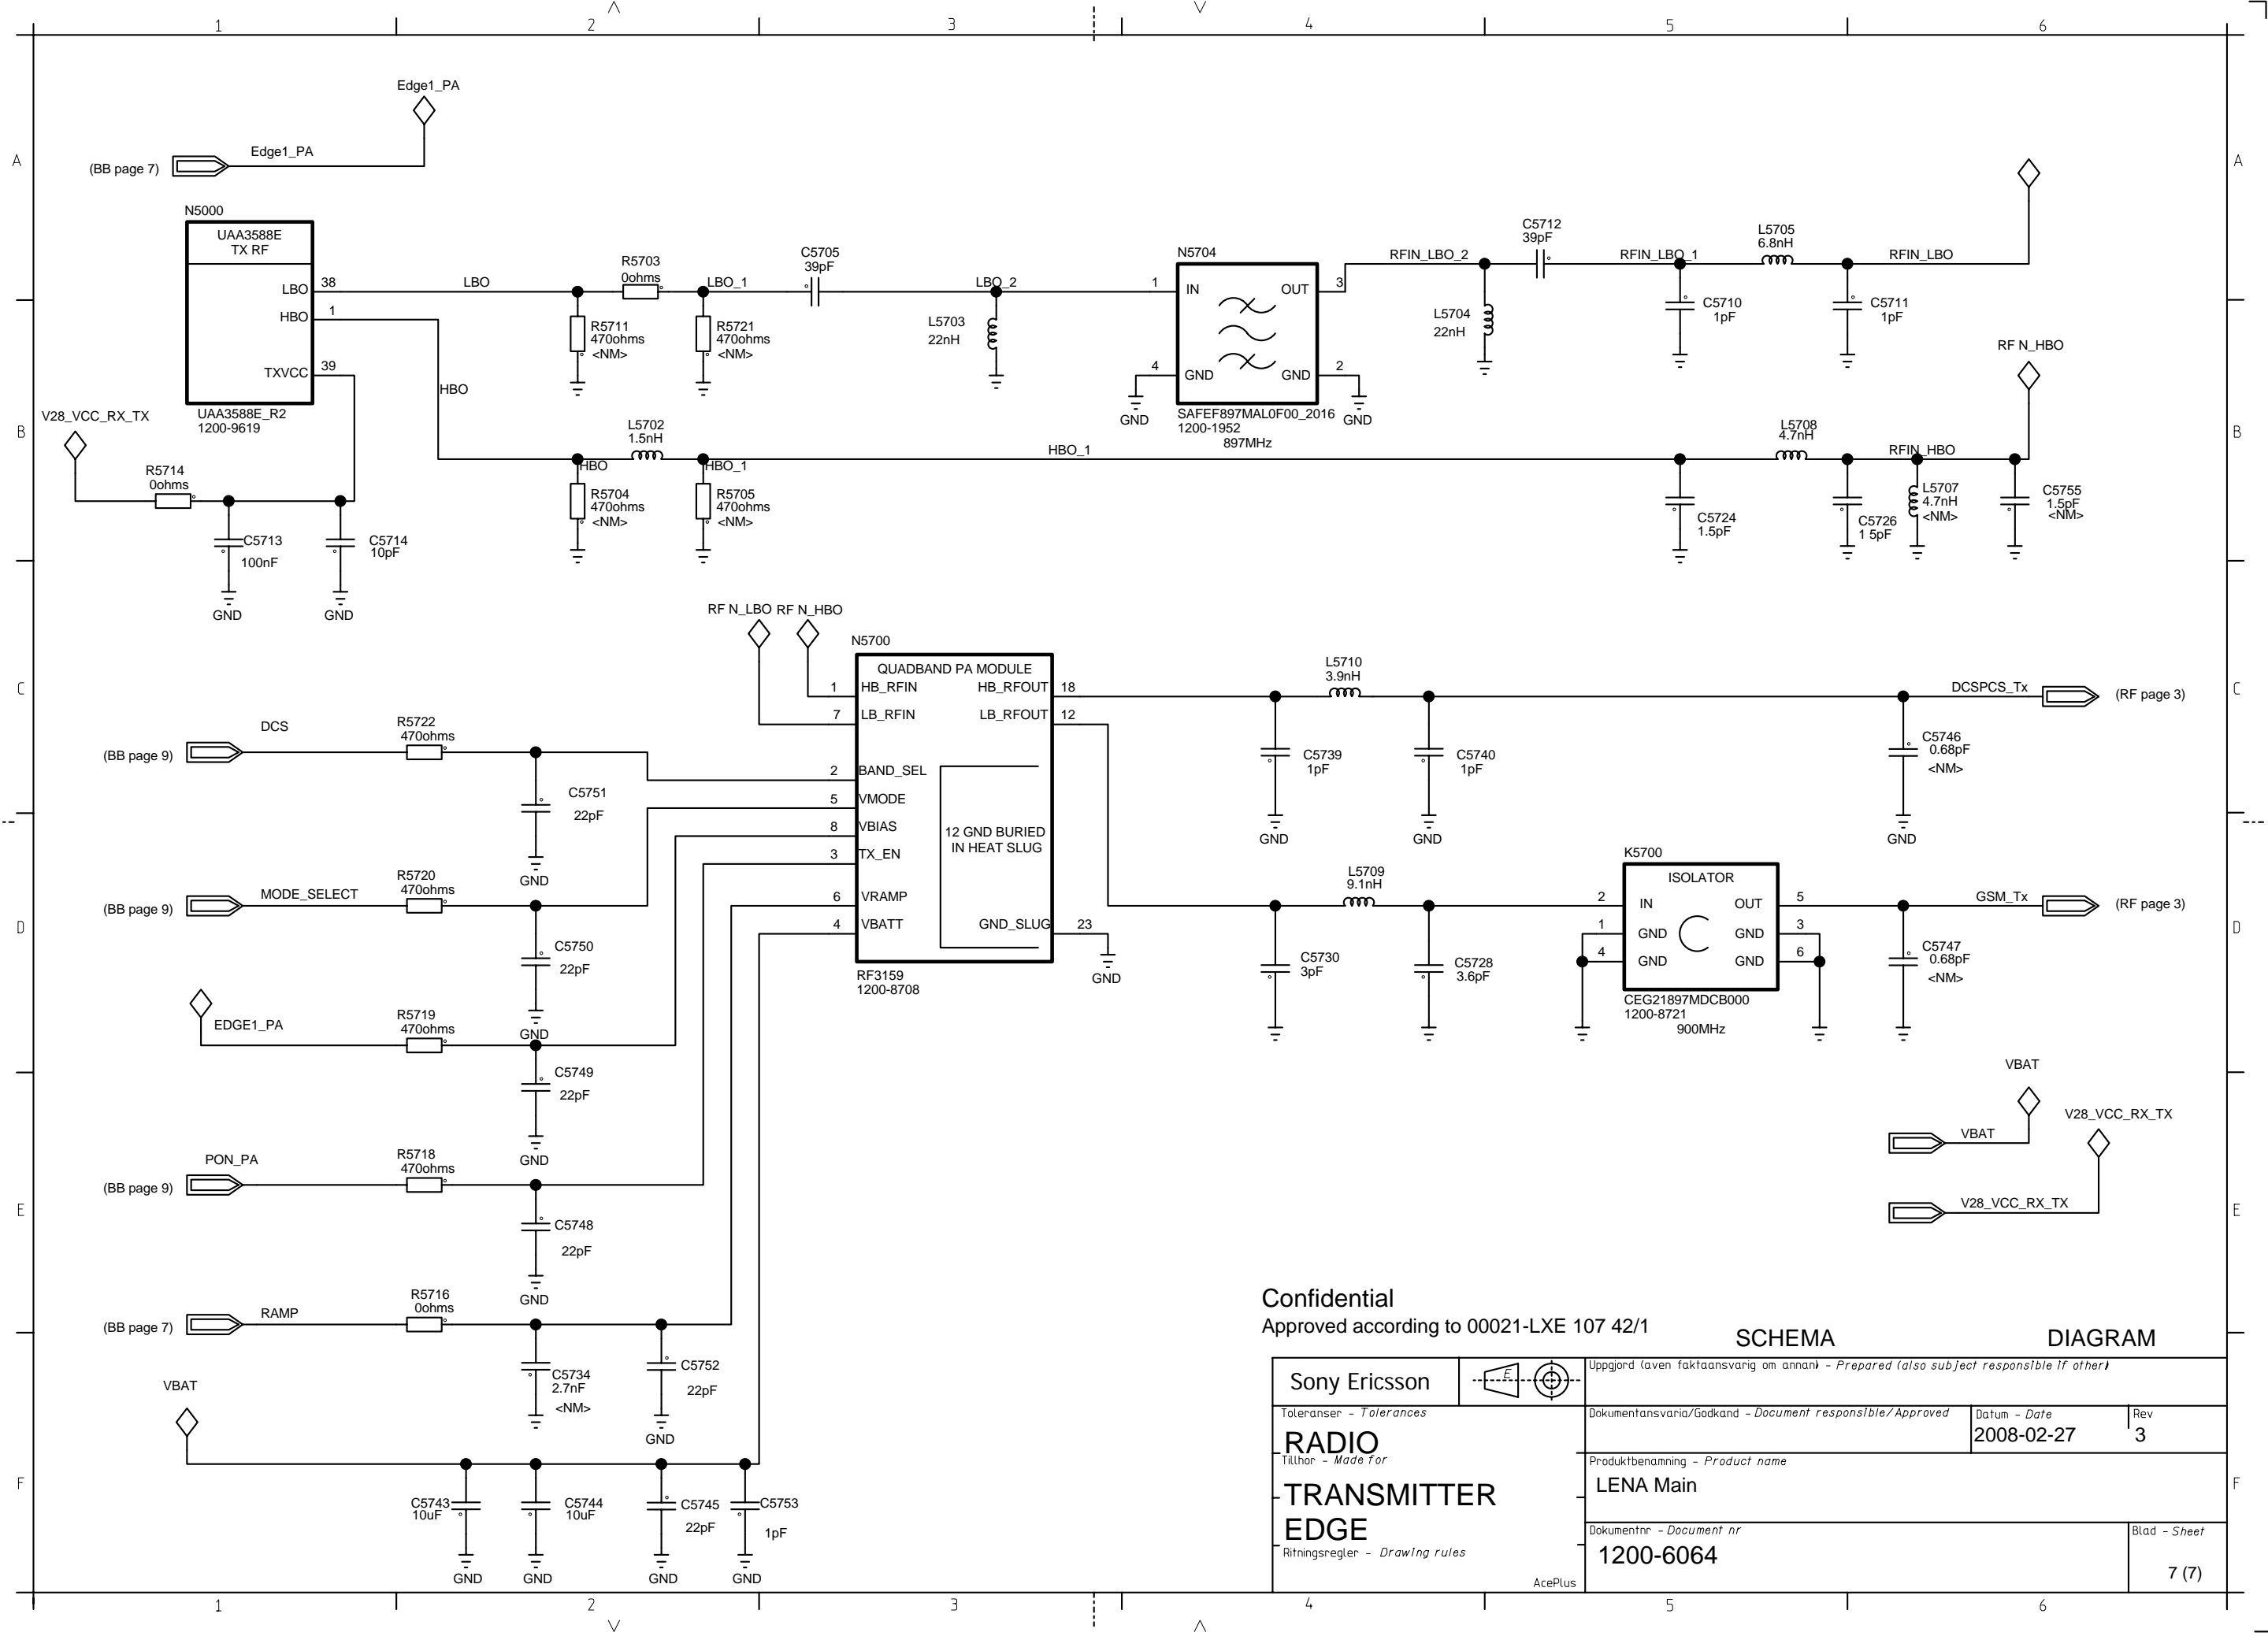 1 2 3 4 5 6
Edge1_PA
A
(BB page 7) Edge1_PA
A
N5000
UAA3588E
TX RF
LBO 38
HBO 1
TXVCC 39
UAA3588E_R2
1200-9619
LBO
R5703
0ohms
LBO_1
C5705
39pF
LBO_2
R5711
470ohms
<NM>
R5721
470ohms
<NM>
L5703
22nH
N5704
1 IN OUT 3
4 GND GND 2
GND
GND
SAFEF897MAL0F00_2016
1200-1952
897MHz
RFIN_LBO_2
C5712
39pF
RFIN_LBO_1
L5705
6.8nH
RFIN_LBO
L5704
22nH
C5710
1pF
C5711
1pF
RF N_HBO
B
V28_VCC_RX_TX
R5714
0ohms
C5713
100nF
GND
C5714
10pF
GND
HBO
L5702
1.5nH
HBO
HBO_1
R5704
470ohms
<NM>
R5705
470ohms
<NM>
HBO_1
L5708
4.7nH
RFIN_HBO
C5724
1.5pF
C5726
1 5pF
L5707
4.7nH
<NM>
C5755
1.5pF
<NM>
B
RF N_LBO RF N_HBO
N5700
QUADBAND PA MODULE
1 HB_RFIN HB_RFOUT 18
7 LB_RFIN LB_RFOUT 12
2 BAND_SEL
5 VMODE
8 VBIAS
3 TX_EN
6 VRAMP
4 VBATT GND_SLUG 23
12 GND BURIED
IN HEAT SLUG
GND
RF3159
1200-8708
C
(BB page 9) DCS
R5722
470ohms
C5751
22pF
GND
L5710
3.9nH
C5739
1pF
GND
C5740
1pF
GND
DCSPCS_Tx (RF page 3)
C5746
0.68pF
<NM>
GND
C
D
(BB page 9) MODE_SELECT
R5720
470ohms
C5750
22pF
GND
EDGE1_PA
R5719
470ohms
C5749
22pF
GND
L5709
9.1nH
C5730
3pF
C5728
3.6pF
K5700
ISOLATOR
2 IN OUT 5
1 GND GND 3
4 GND GND 6
CEG21897MDCB000
1200-8721
900MHz
GSM_Tx (RF page 3)
C5747
0.68pF
<NM>
D
E
(BB page 9) PON_PA
R5718
470ohms
C5748
22pF
GND
VBAT
VBAT
V28_VCC_RX_TX
V28_VCC_RX_TX
E
(BB page 7) RAMP
R5716
0ohms
C5734
2.7nF
<NM>
C5752
22pF
GND
F
VBAT
C5743
10uF
GND
C5744
10uF
GND
C5745
22pF
GND
C5753
1pF
GND
Confidential
Approved according to 00021-LXE 107 42/1
SCHEMA DIAGRAM
Sony Ericsson
E
Uppgjord (aven faktaansvarig om annan) - Prepared (also subject responsible if other)
Toleranser - Tolerances
RADIO
Dokumentansvaria/Godkand - Document responsible/Approved
Datum - Date
2008-02-27
Rev
3
Tillhor - Made for
TRANSMITTER
EDGE
Produktbenamning - Product name
LENA Main
Ritningsregler - Drawing rules
AcePlus
Dokumentnr - Document nr
1200-6064
Blad - Sheet
7 (7)
F
1 2 3 4 5 6